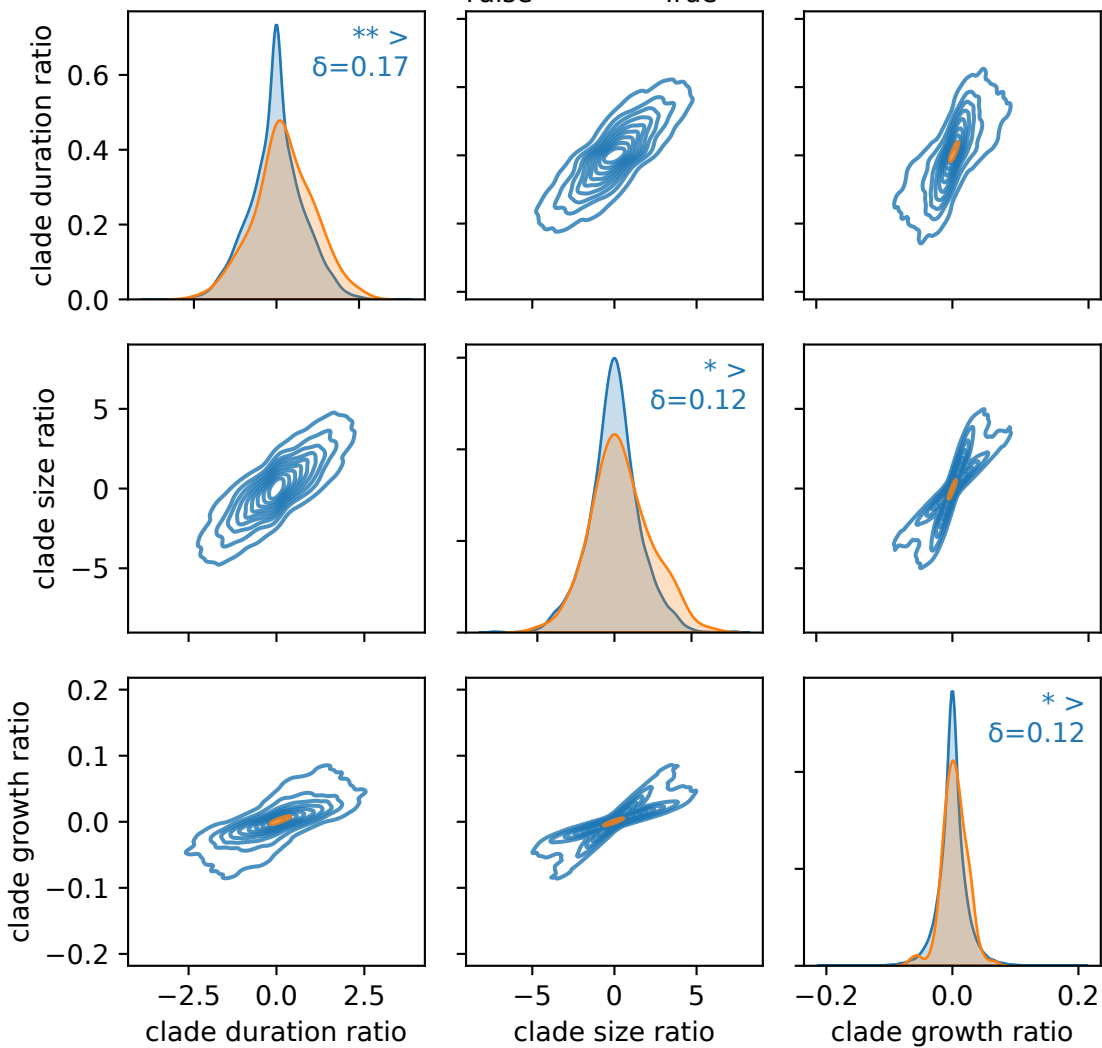 False True
clade duration ratio
0.6
0.4
0.2
0.0
** >
δ=0.17
clade size ratio
5
0
−5
* >
δ=0.12
clade growth ratio
0.2
0.1
0.0
−0.1
−0.2
* >
δ=0.12
−2.5 0.0 2.5 −5 0 5 −0.2 0.0 0.2
clade duration ratio clade size ratio clade growth ratio